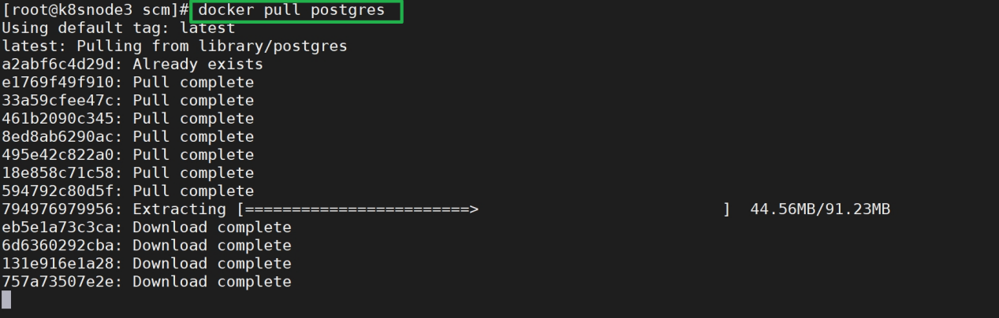 [root@k8snode3 scm]# docker pull postgres
Using default tag: latest
latest: Pulling from library/postgres
a2abf6c4d29d: Already exists
e1769f49f910: Pull complete
33a59cfee47c: Pull complete
461b2090c345: Pull complete
8ed8ab6290ac: Pull complete
495e42c822a0: Pull complete
18e858c71c58: Pull complete
594792c80d5f: Pull complete
794976979956: Extracting [========================>                          ]  44.56MB/91.23MB
eb5e1a73c3ca: Download complete
6d6360292cba: Download complete
131e916e1a28: Download complete
757a73507e2e: Download complete